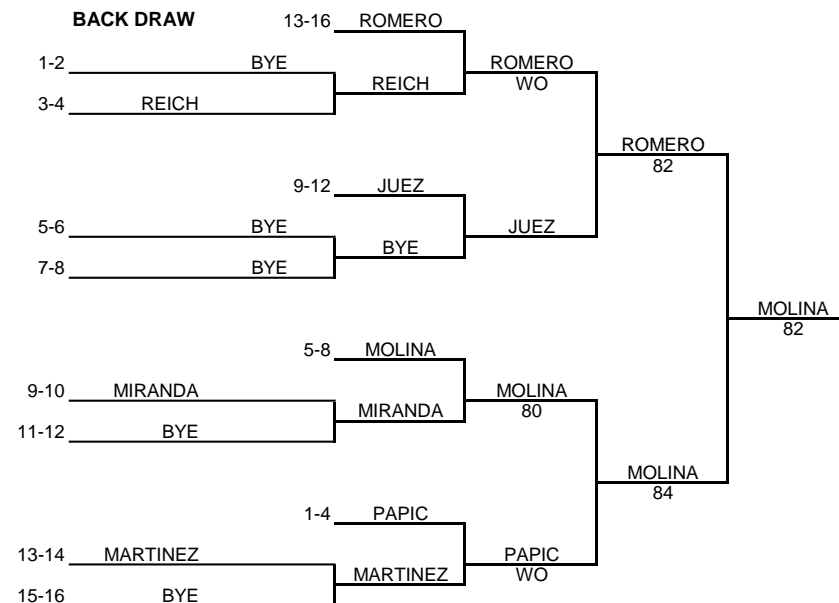 BACK DRAW
13-16 ROMERO
1-2 BYE ROMERO
REICH WO
3-4 REICH
ROMERO
82
9-12 JUEZ
5-6 BYE JUEZ
BYE
7-8 BYE
MOLINA
82
5-8 MOLINA
9-10 MIRANDA MOLINA
MIRANDA 80
11-12 BYE
MOLINA
84
1-4 PAPIC
13-14 MARTINEZ PAPIC
MARTINEZ WO
15-16 BYE